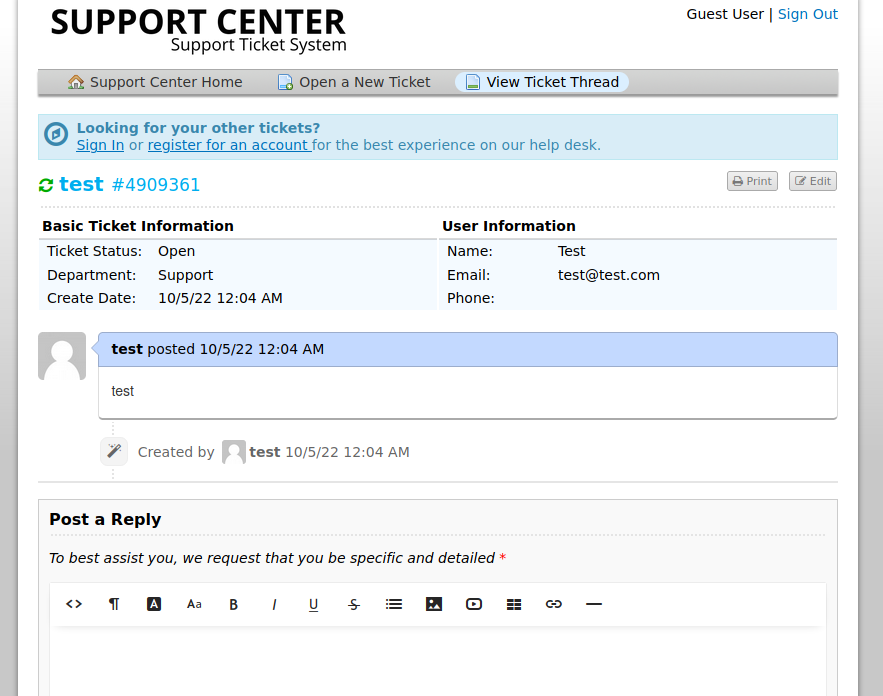 SUPPORT CENTER
Support Ticket System
Guest User | Sign Out
Support Center Home Open a New Ticket View Ticket Thread
Looking for your other tickets?
Sign In or register for an account for the best experience on our help desk.
test #4909361
Print Edit
Basic Ticket Information
Ticket Status: Open
Department: Support
Create Date: 10/5/22 12:04 AM
User Information
Name: Test
Email: test@test.com
Phone:
test posted 10/5/22 12:04 AM
test
Created by test 10/5/22 12:04 AM
Post a Reply
To best assist you, we request that you be specific and detailed *
<> ¶ A Aa B I U S